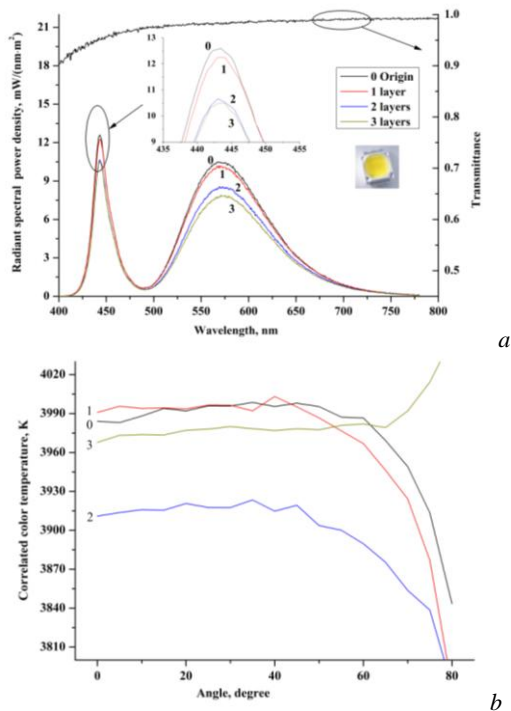 Radiant spectral power density, mW/(nm·m²)
21
18
15
12
9
6
3
0
13
12
11
10
9
435 440 445 450 455
0
1
2
3
0
1
2
3
0 Origin
1 layer
2 layers
3 layers
1.0
0.9
0.8
0.7
0.6
0.5
Transmittance
400 450 500 550 600 650 700 750 800
Wavelength, nm
a
Correlated color temperature, K
4020
3990
3960
3930
3900
3870
3840
3810
1
0
3
2
0 20 40 60 80
Angle, degree
b